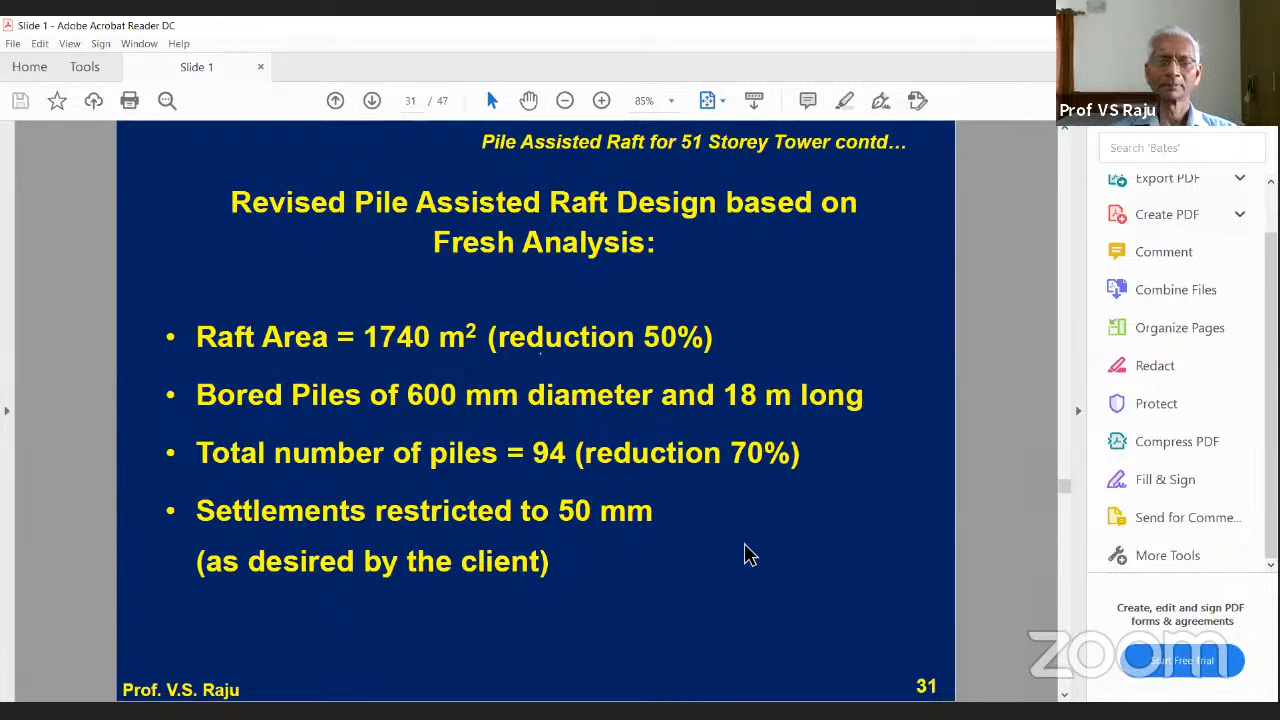 Slide 1 - Adobe Acrobat Reader DC
File Edit View Sign Window Help
Home Tools Slide 1 ×
31 / 47 85%
Prof VS Raju
Search 'Bates'
Export PDF
Create PDF
Comment
Combine Files
Organize Pages
Redact
Protect
Compress PDF
Fill & Sign
Send for Comme...
More Tools
Create, edit and sign PDF
forms & agreements
Start Free Trial
zoom
Pile Assisted Raft for 51 Storey Tower contd...
Revised Pile Assisted Raft Design based on
Fresh Analysis:
• Raft Area = 1740 m² (reduction 50%)
• Bored Piles of 600 mm diameter and 18 m long
• Total number of piles = 94 (reduction 70%)
• Settlements restricted to 50 mm
(as desired by the client)
Prof. V.S. Raju 31